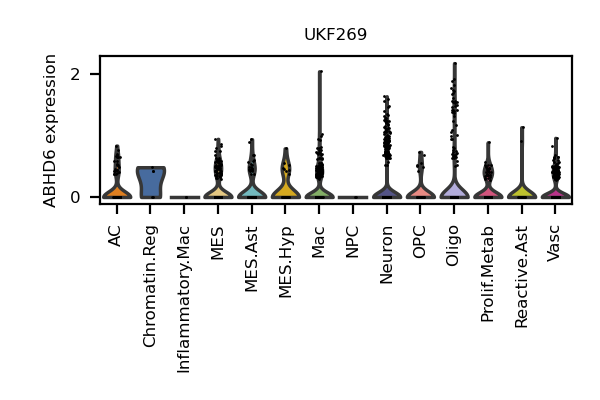 UKF269
ABHD6 expression
2
0
AC
Chromatin.Reg
Inflammatory.Mac
MES
MES.Ast
MES.Hyp
Mac
NPC
Neuron
OPC
Oligo
Prolif.Metab
Reactive.Ast
Vasc